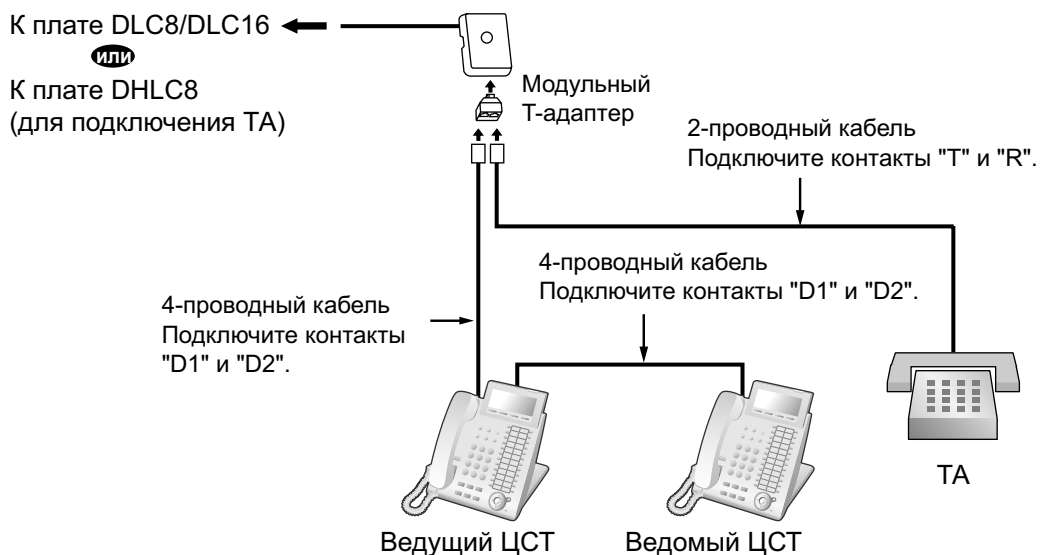 К плате DLC8/DLC16
или
К плате DHLC8
(для подключения ТА)
Модульный
Т-адаптер
2-проводный кабель
Подключите контакты "T" и "R".
4-проводный кабель
Подключите контакты "D1" и "D2".
4-проводный кабель
Подключите контакты
"D1" и "D2".
ТА
Ведущий ЦСТ
Ведомый ЦСТ